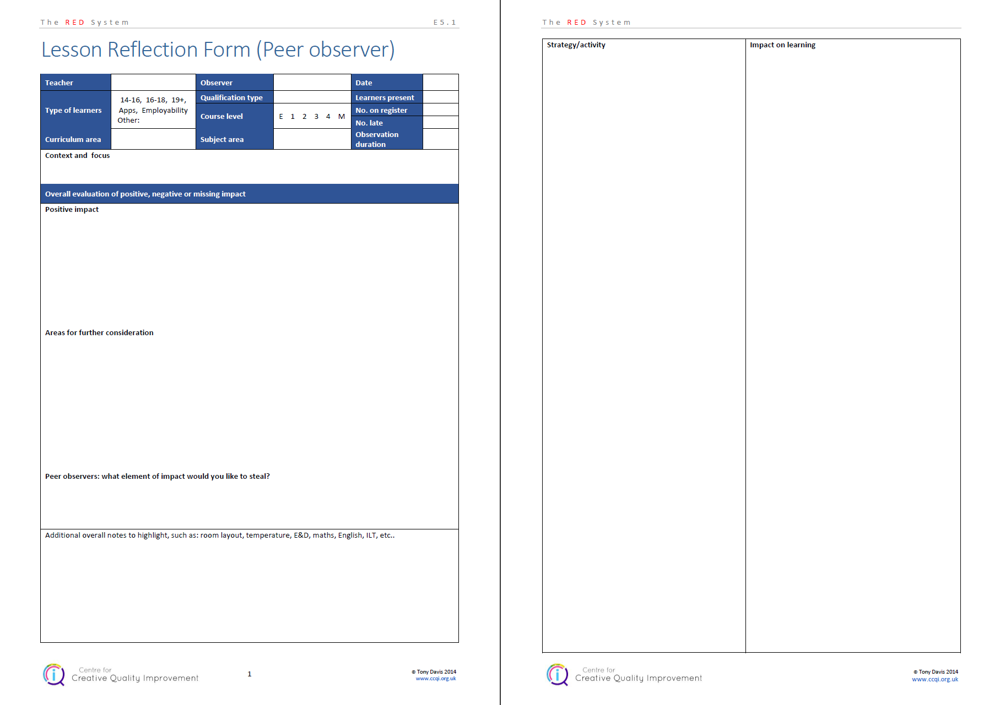 The RED System
E5.1
Lesson Reflection Form (Peer observer)
Teacher
Observer
Date
Type of learners
14-16, 16-18, 19+,
Apps, Employability
Other:
Qualification type
Learners present
Course level
E 1 2 3 4 M
No. on register
No. late
Curriculum area
Subject area
Observation
duration
Context and focus
Overall evaluation of positive, negative or missing impact
Positive impact
Areas for further consideration
Peer observers: what element of impact would you like to steal?
Additional overall notes to highlight, such as: room layout, temperature, E&D, maths, English, ILT, etc..
iQ
Centre for
Creative Quality Improvement
1
© Tony Davis 2014
www.ccqi.org.uk
The RED System
Strategy/activity
Impact on learning
iQ
Centre for
Creative Quality Improvement
© Tony Davis 2014
www.ccqi.org.uk